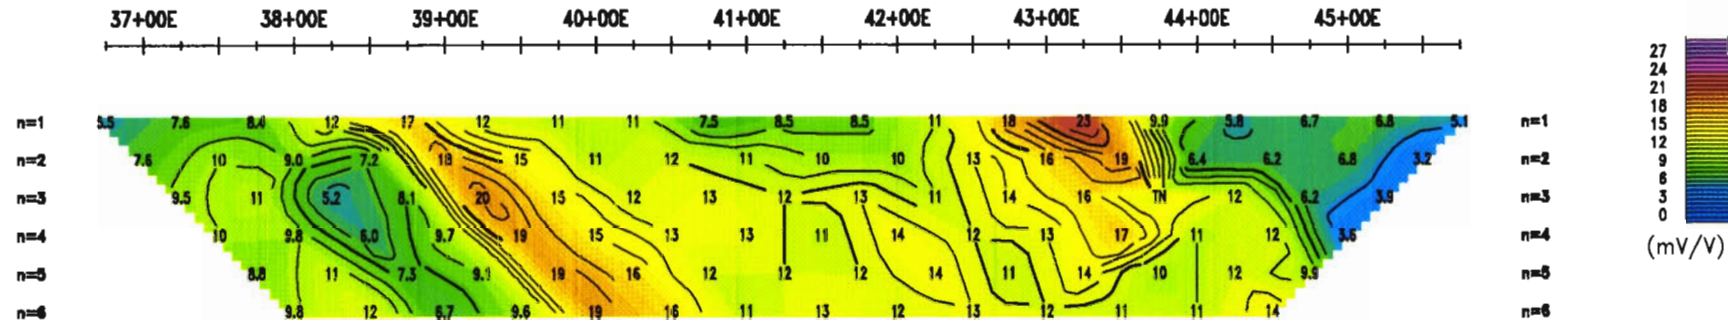 37+00E 38+00E 39+00E 40+00E 41+00E 42+00E 43+00E 44+00E 45+00E
27
24
21
18
15
12
9
6
3
0
(mV/V)
n=1 5.5 7.6 8.4 12 17 12 11 11 7.5 8.5 8.5 11 18 23 9.9 5.8 6.7 6.8 5.1 n=1
n=2 7.6 10 9.0 7.2 18 15 11 12 11 10 10 13 16 19 6.4 6.2 6.8 3.2 n=2
n=3 9.5 11 5.2 8.1 20 15 12 13 12 13 11 14 16 TN 12 6.2 3.9 n=3
n=4 10 9.8 6.0 9.7 19 15 13 13 11 14 12 13 17 11 12 3.6 n=4
n=5 8.8 11 7.3 9.1 19 16 12 12 12 14 11 14 10 12 9.9 n=5
n=6 9.8 12 6.7 9.6 19 16 11 13 12 13 12 11 11 14 n=6